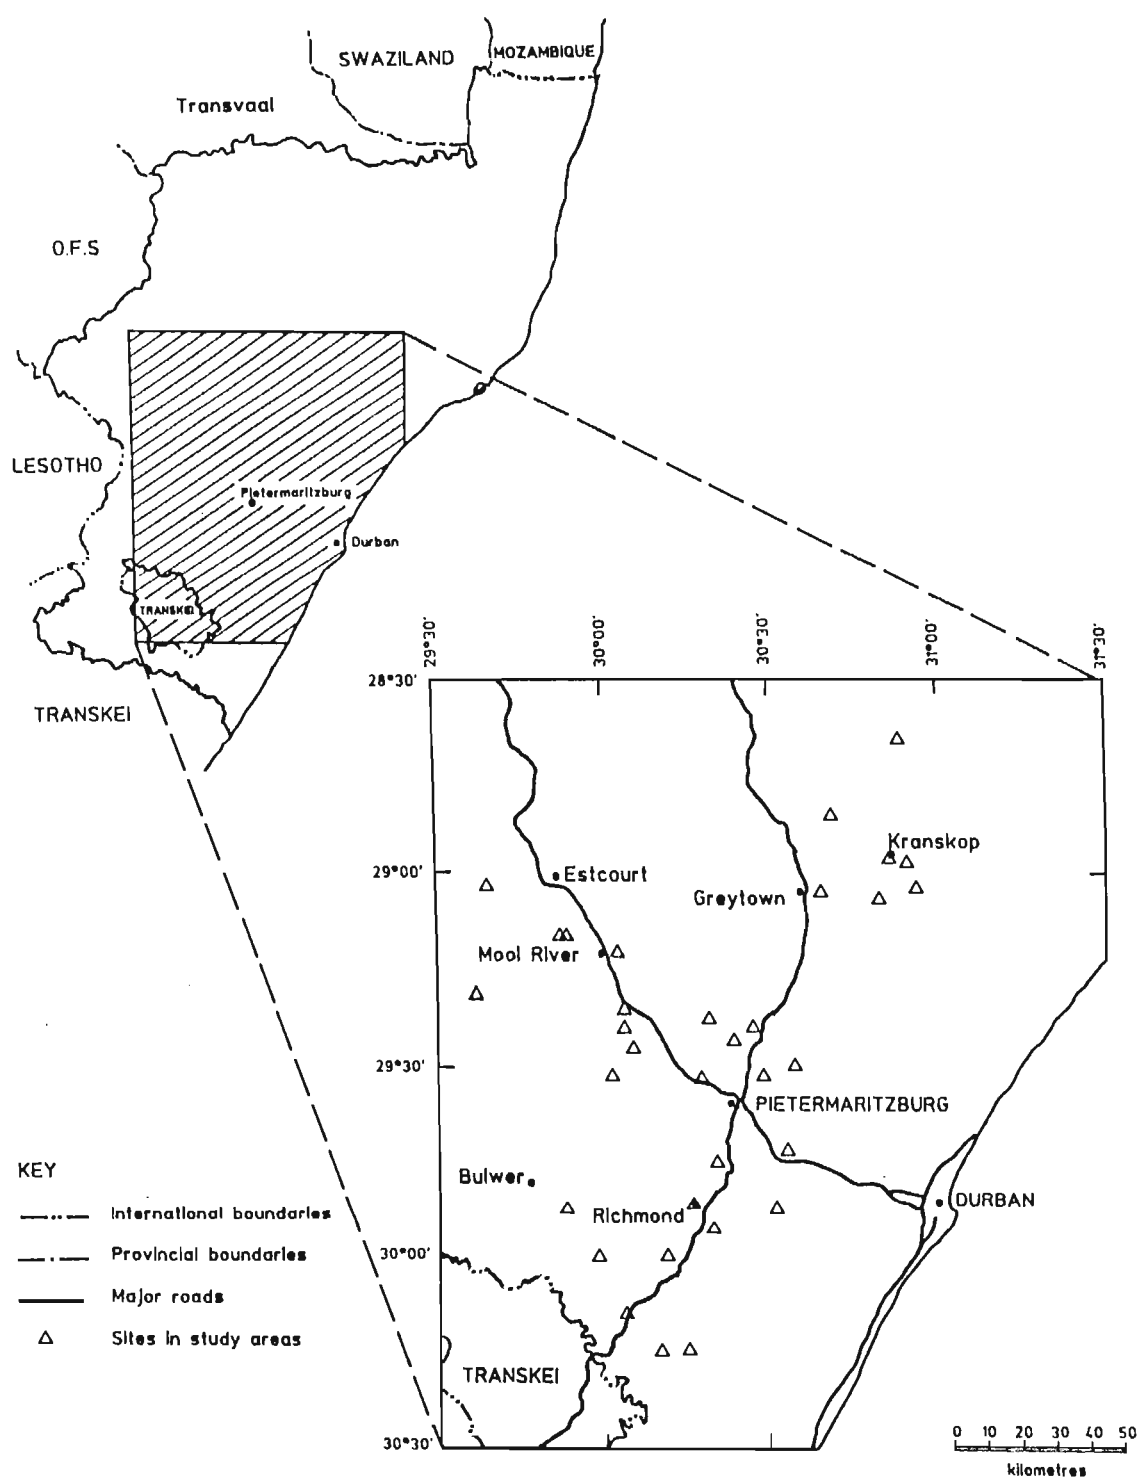 SWAZILAND
MOZAMBIQUE
Transvaal
O.F.S
LESOTHO
Pietermaritzburg
Durban
TRANSKEI
TRANSKEI
29°30'
30°00'
30°30'
31°00'
31°30'
28°30'
Kranskop
29°00'
Estcourt
Greytown
Mooi River
29°30'
PIETERMARITZBURG
KEY
Bulwer
DURBAN
International boundaries
Richmond
Provincial boundaries
30°00'
Major roads
Sites in study areas
TRANSKEI
30°30'
0 10 20 30 40 50
kilometres